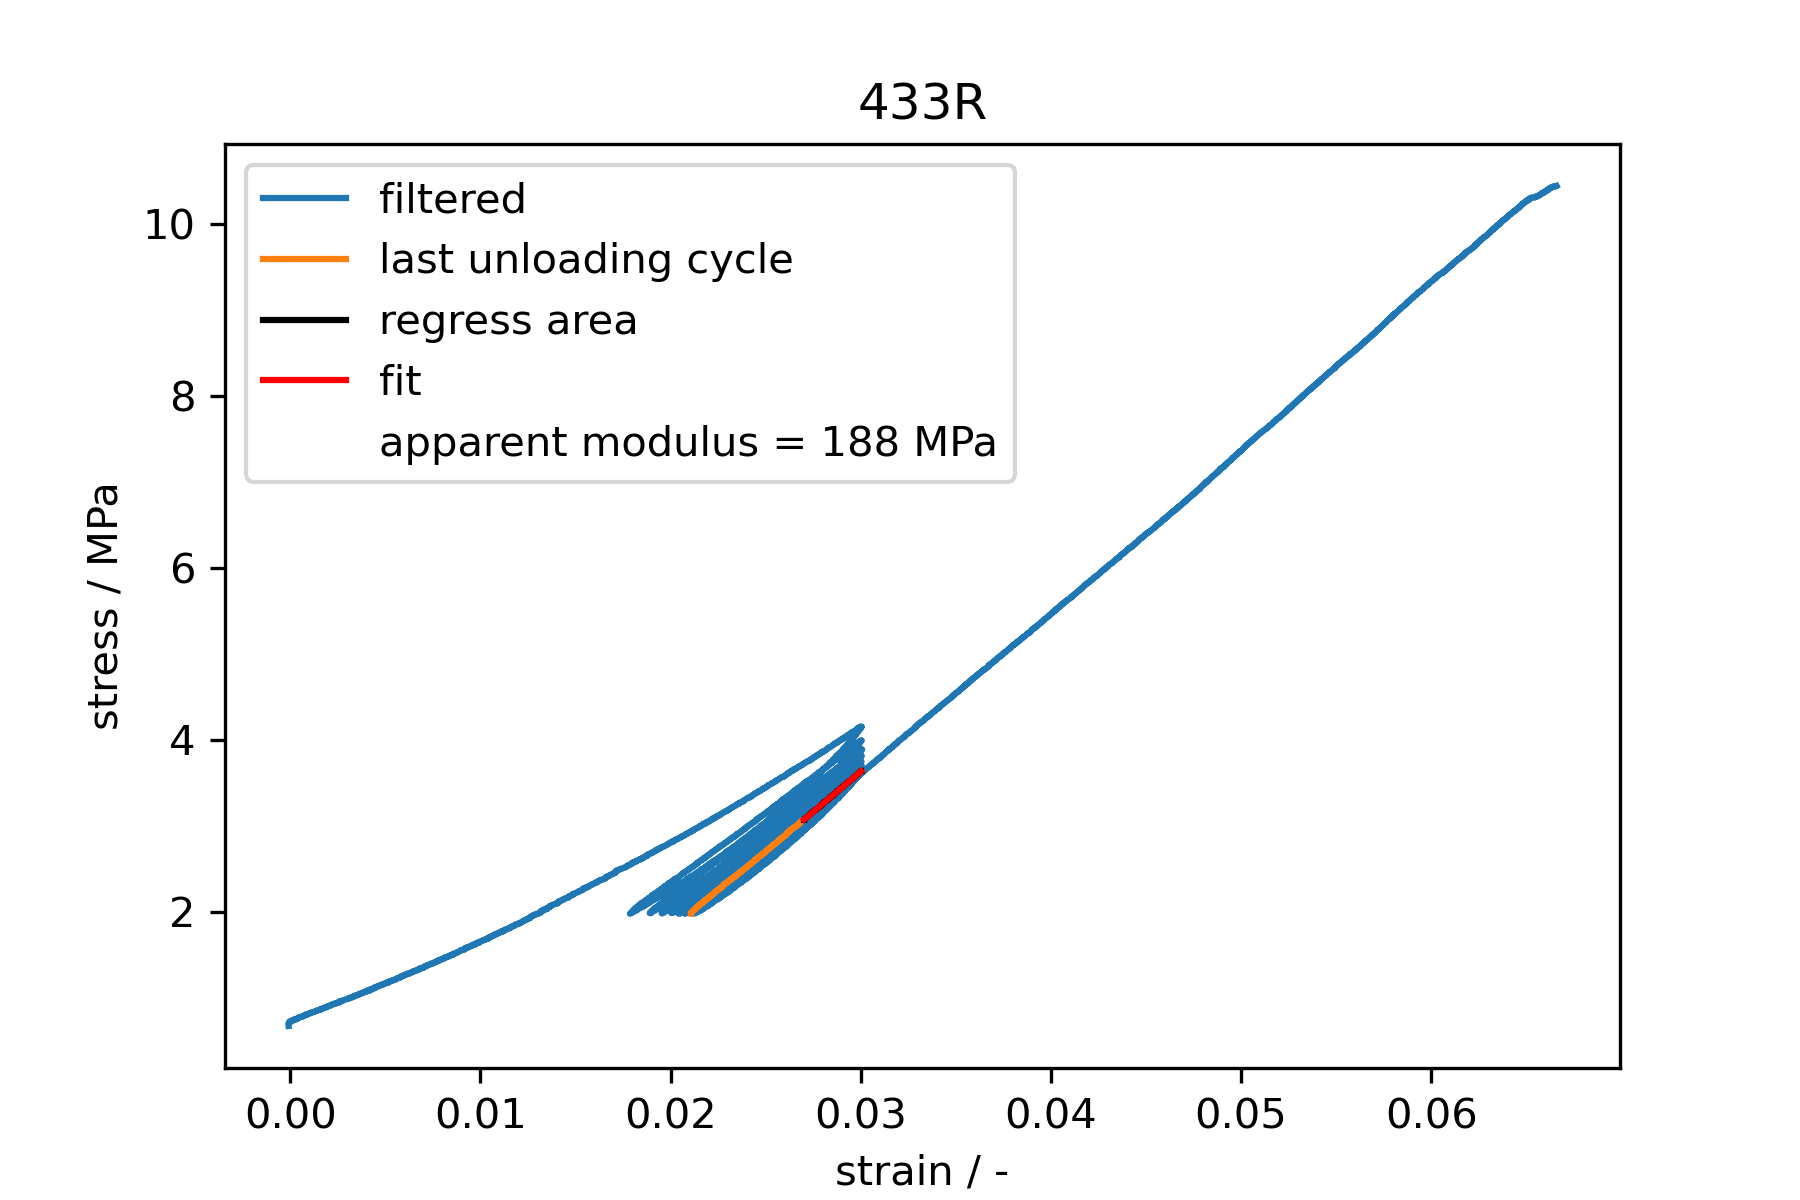 433R
filtered
last unloading cycle
regress area
fit
apparent modulus = 188 MPa
stress / MPa
10
8
6
4
2
0.00 0.01 0.02 0.03 0.04 0.05 0.06
strain / -